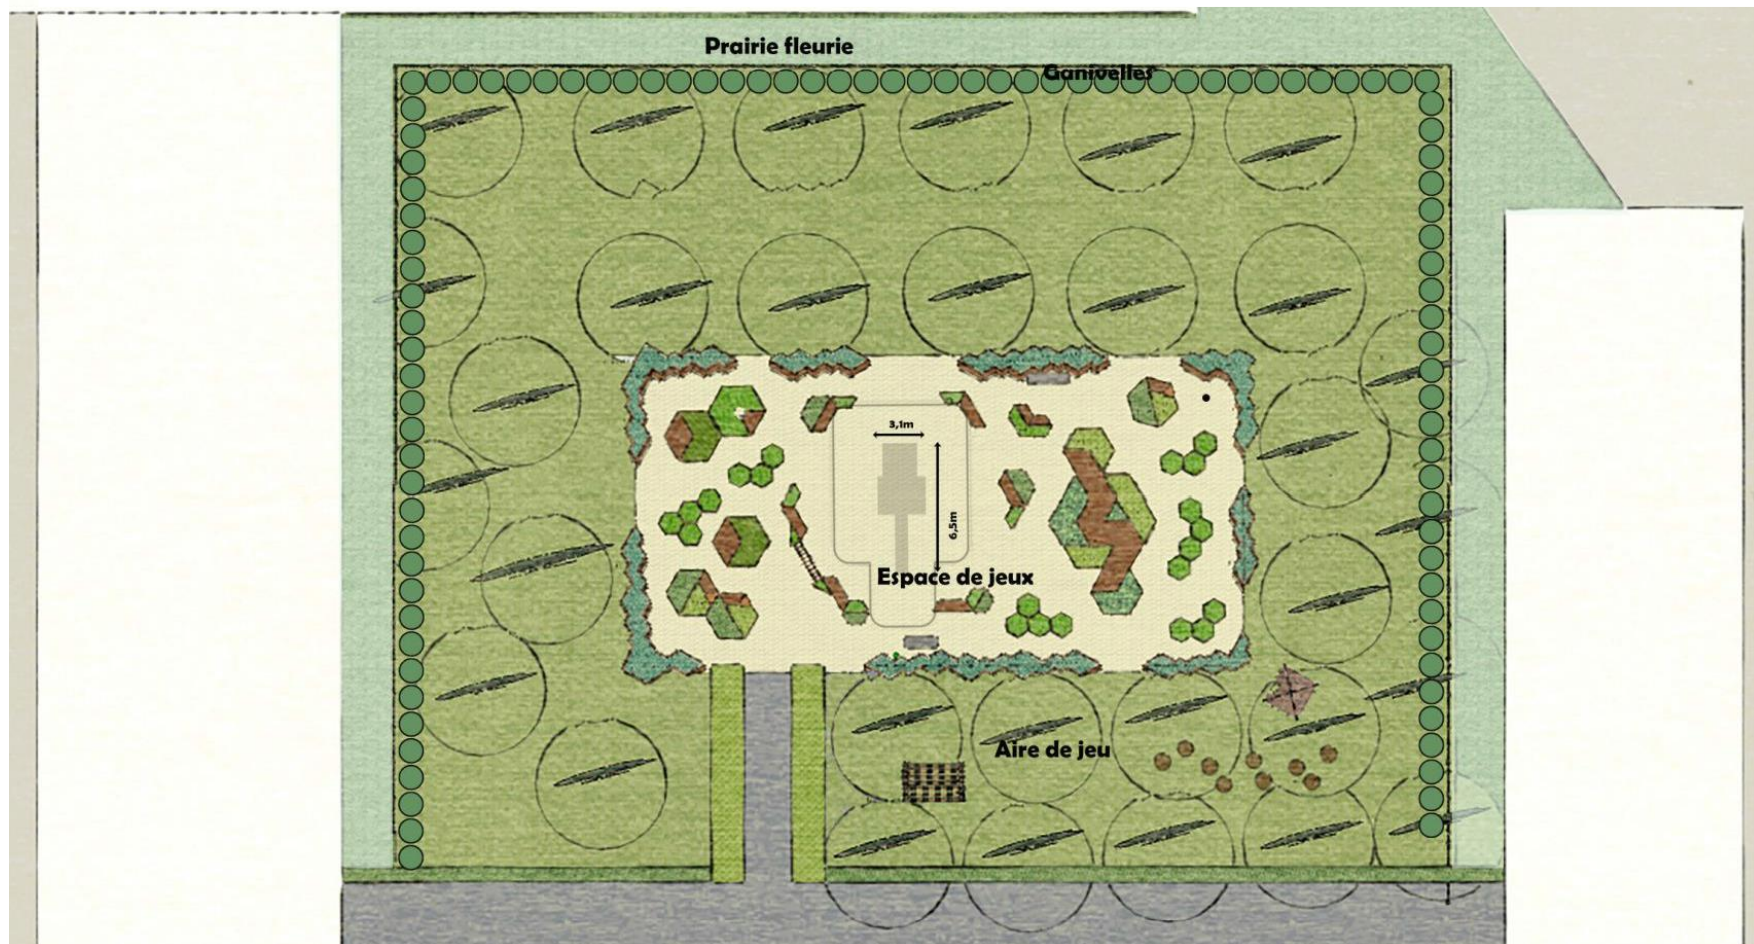 Prairie fleurie
Ganivelles
3,1m
6,5m
Espace de jeux
Aire de jeu